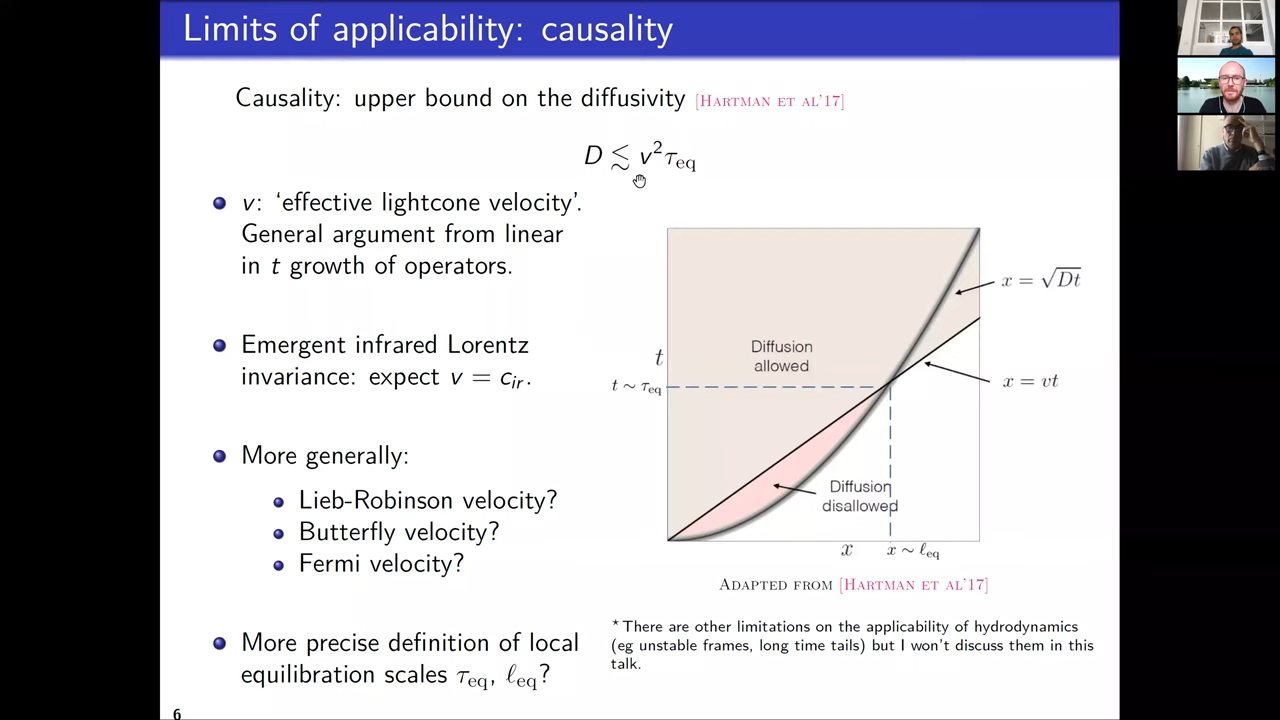 Limits of applicability: causality
Causality: upper bound on the diffusivity [Hartman et al'17]
D ≲ v²τ_eq
v: 'effective lightcone velocity'.
General argument from linear
in t growth of operators.
Emergent infrared Lorentz
invariance: expect v = c_ir.
More generally:
Lieb-Robinson velocity?
Butterfly velocity?
Fermi velocity?
More precise definition of local
equilibration scales τ_eq, ℓ_eq?
x = √Dt
Diffusion
allowed
t
t ∼ τ_eq
x = vt
Diffusion
disallowed
x
x ∼ ℓ_eq
Adapted from [Hartman et al'17]
*There are other limitations on the applicability of hydrodynamics
(eg unstable frames, long time tails) but I won't discuss them in this
talk.
6